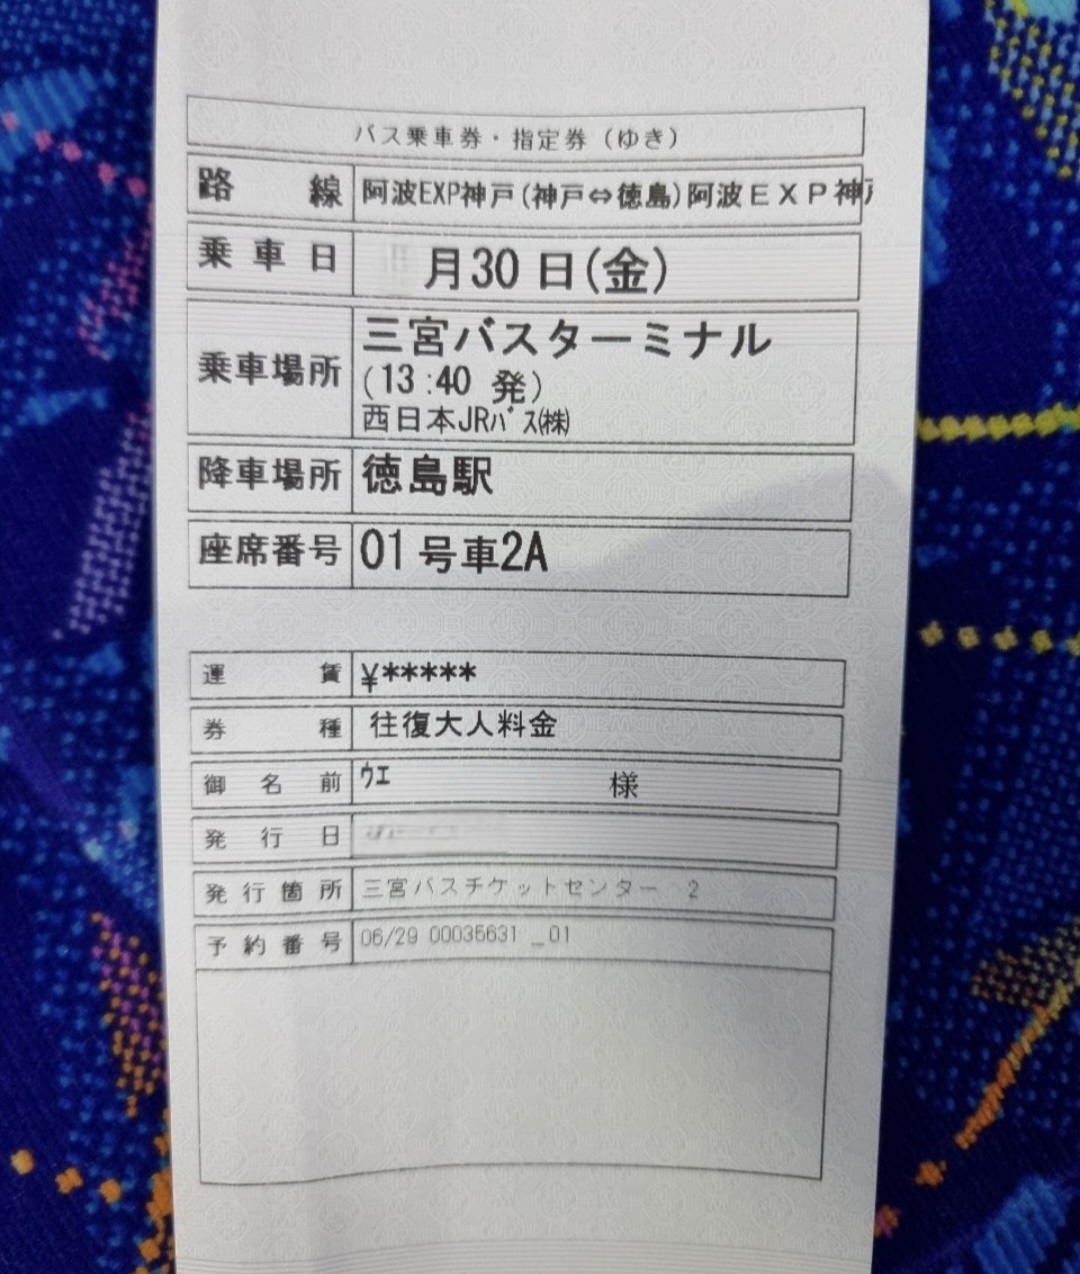 バス乗車券・指定券（ゆき）
路線 阿波EXP神戸(神戸⇔徳島)阿波ＥＸＰ神戸
乗車日 月30日(金)
乗車場所 三宮バスターミナル
(13:40 発)
西日本JRﾊﾞｽ㈱
降車場所 徳島駅
座席番号 01号車2A
運賃 ¥*****
券種 往復大人料金
御名前 ｳｴ 様
発行日
発行箇所 三宮バスチケットセンター 2
予約番号 06/29 00035631 _01